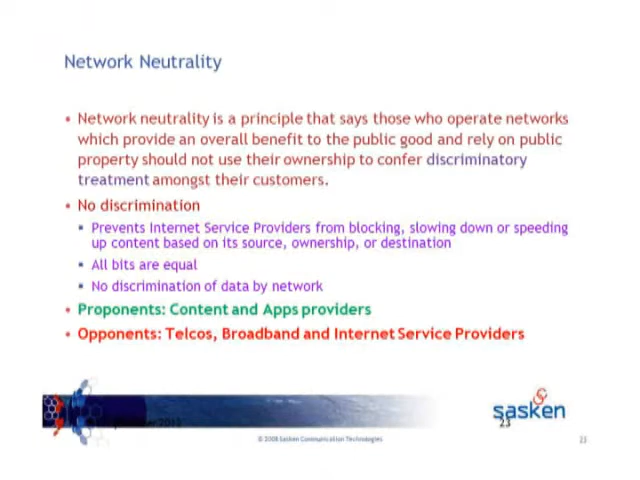 Network Neutrality
• Network neutrality is a principle that says those who operate networks
which provide an overall benefit to the public good and rely on public
property should not use their ownership to confer discriminatory
treatment amongst their customers.
• No discrimination
▪ Prevents Internet Service Providers from blocking, slowing down or speeding
up content based on its source, ownership, or destination
▪ All bits are equal
▪ No discrimination of data by network
• Proponents: Content and Apps providers
• Opponents: Telcos, Broadband and Internet Service Providers
sasken
23
© 2008 Sasken Communication Technologies
23